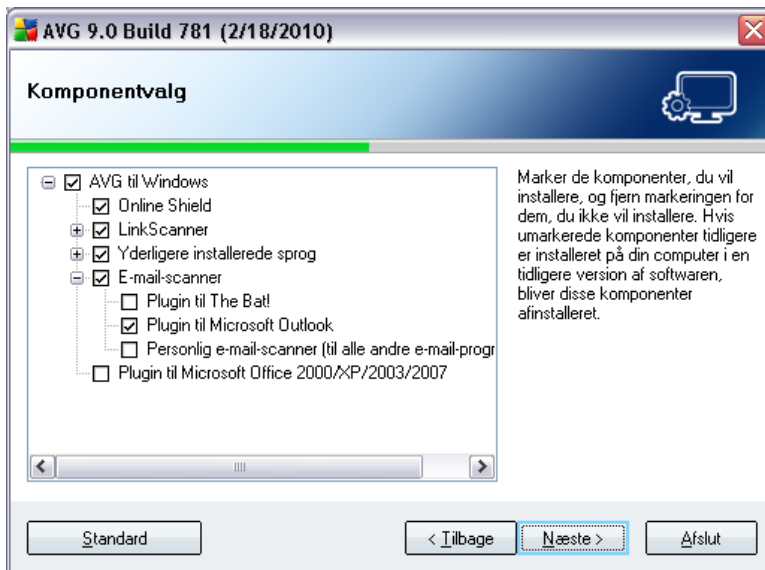 AVG 9.0 Build 781 (2/18/2010)
Komponentvalg
AVG til Windows
Online Shield
LinkScanner
Yderligere installerede sprog
E-mail-scanner
Plugin til The Bat!
Plugin til Microsoft Outlook
Personlig e-mail-scanner (til alle andre e-mail-progr
Plugin til Microsoft Office 2000/XP/2003/2007
Marker de komponenter, du vil
installere, og fjern markeringen for
dem, du ikke vil installere. Hvis
umarkerede komponenter tidligere
er installeret på din computer i en
tidligere version af softwaren,
bliver disse komponenter
afinstalleret.
Standard
< Tilbage
Næste >
Afslut